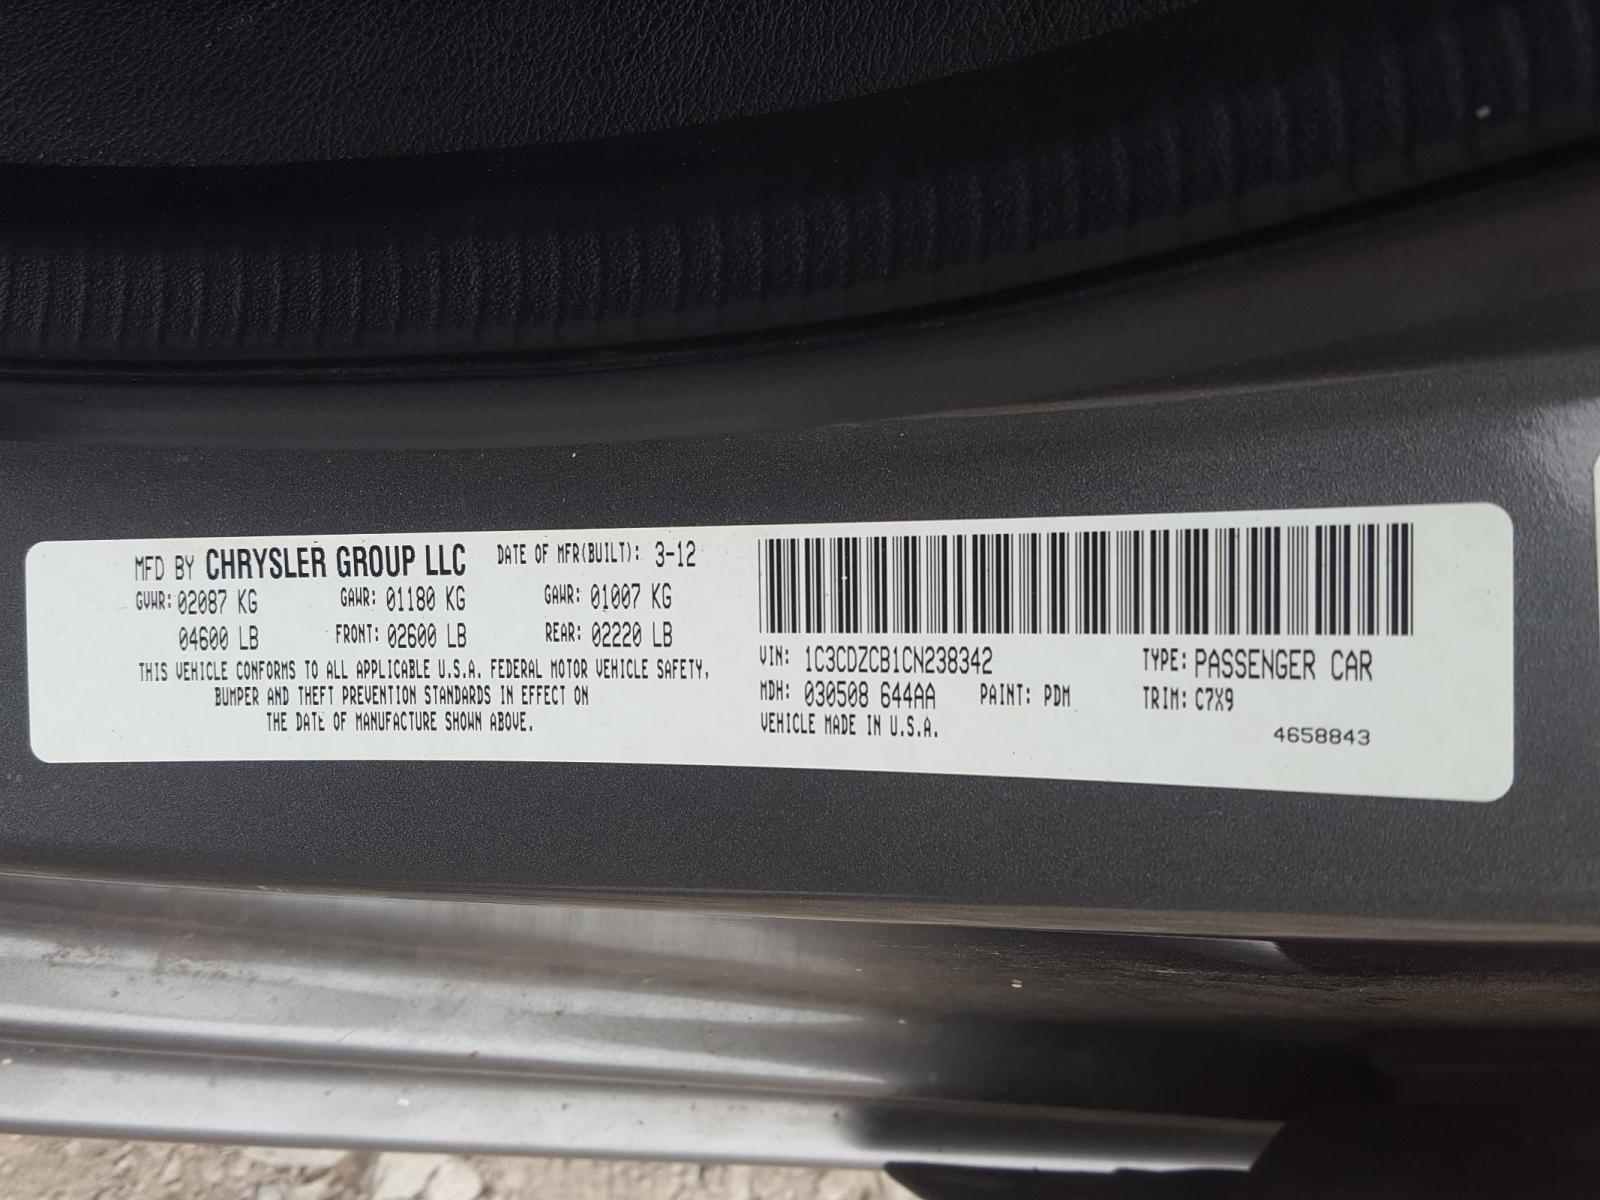 MFD BY CHRYSLER GROUP LLC DATE OF MFR(BUILT): 3-12
GVWR: 02087 KG GAWR: 01180 KG GAWR: 01007 KG
04600 LB FRONT: 02600 LB REAR: 02220 LB
THIS VEHICLE CONFORMS TO ALL APPLICABLE U.S.A. FEDERAL MOTOR VEHICLE SAFETY,
BUMPER AND THEFT PREVENTION STANDARDS IN EFFECT ON
THE DATE OF MANUFACTURE SHOWN ABOVE.
VIN: 1C3CDZCB1CN238342 TYPE: PASSENGER CAR
MDH: 030508 644AA PAINT: PDM TRIM: C7X9
VEHICLE MADE IN U.S.A.
4658843